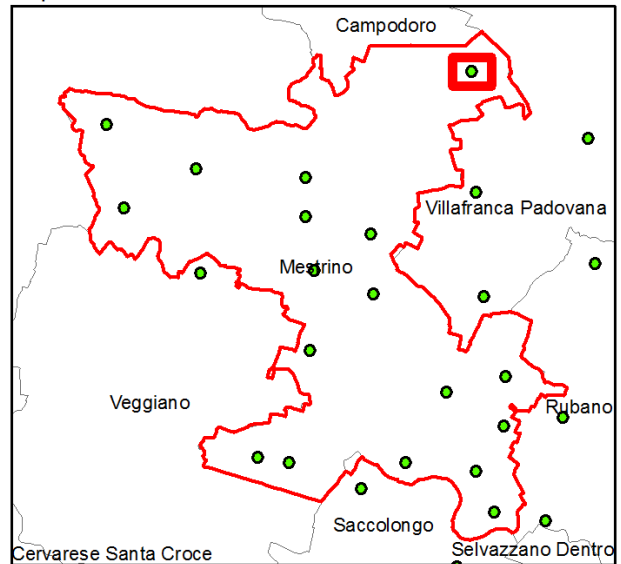 Campodoro
Villafranca Padovana
Mestrino
Veggiano
Rubano
Saccolongo
Cervarese Santa Croce
Selvazzano Dentro